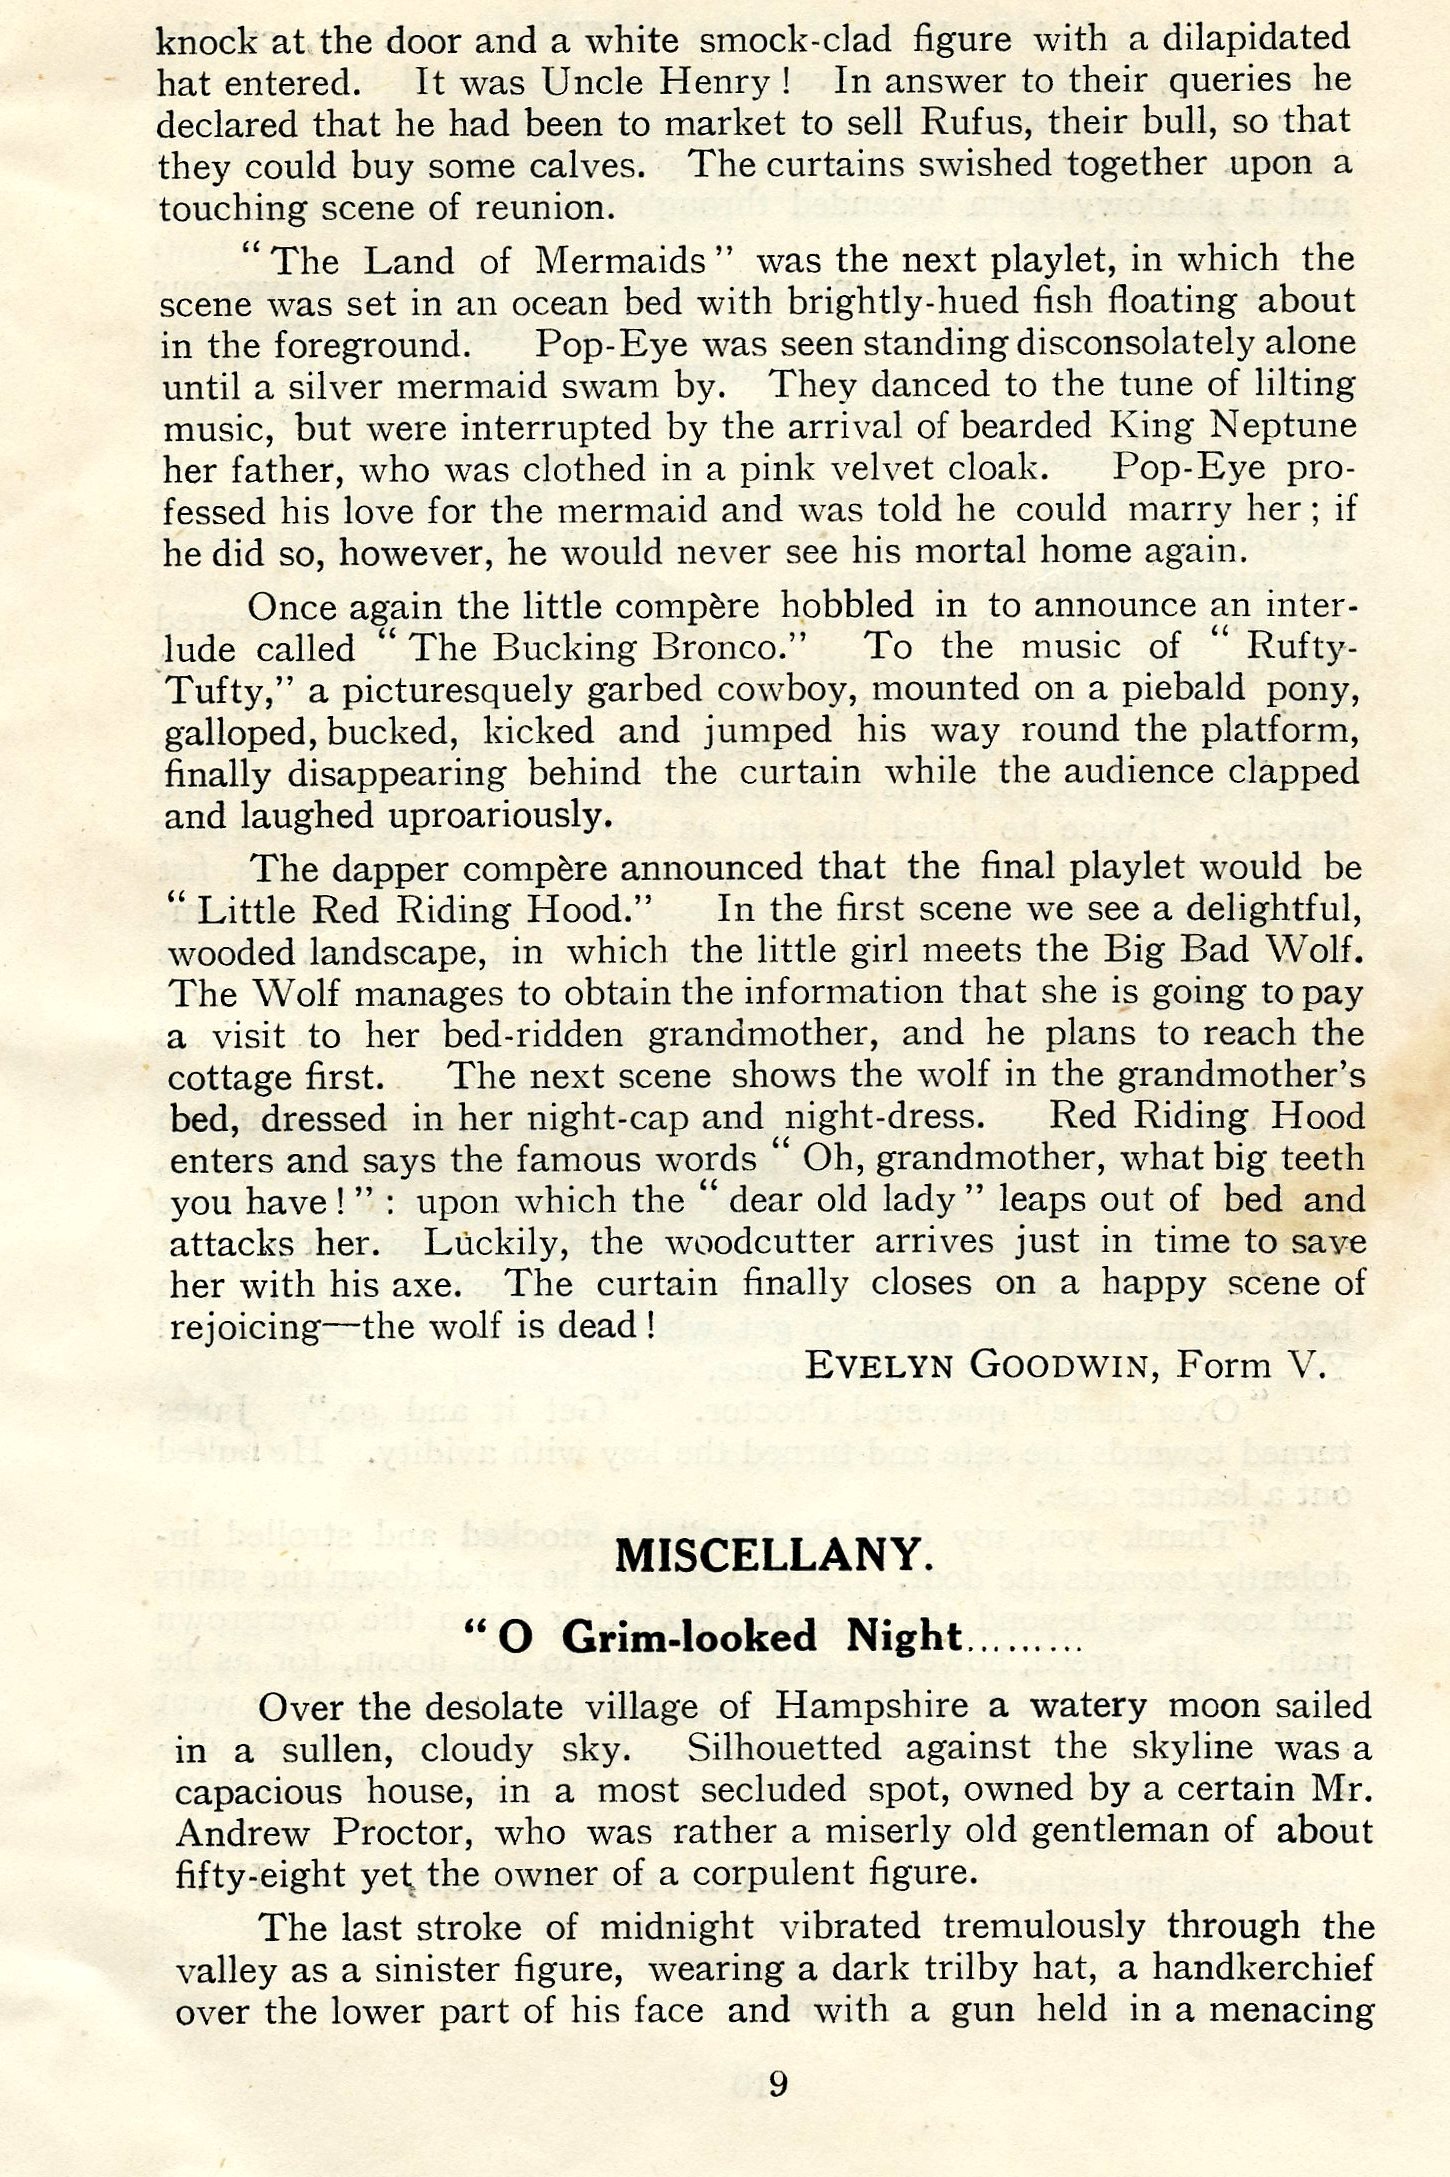 knock at the door and a white smock-clad figure with a dilapidated
hat entered. It was Uncle Henry ! In answer to their queries he
declared that he had been to market to sell Rufus, their bull, so that
they could buy some calves. The curtains swished together upon a
touching scene of reunion.
“ The Land of Mermaids ” was the next playlet, in which the
scene was set in an ocean bed with brightly-hued fish floating about
in the foreground. Pop-Eye was seen standing disconsolately alone
until a silver mermaid swam by. They danced to the tune of lilting
music, but were interrupted by the arrival of bearded King Neptune
her father, who was clothed in a pink velvet cloak. Pop-Eye pro-
fessed his love for the mermaid and was told he could marry her ; if
he did so, however, he would never see his mortal home again.
Once again the little compère hobbled in to announce an inter-
lude called “ The Bucking Bronco.” To the music of “ Rufty-
Tufty,” a picturesquely garbed cowboy, mounted on a piebald pony,
galloped, bucked, kicked and jumped his way round the platform,
finally disappearing behind the curtain while the audience clapped
and laughed uproariously.
The dapper compère announced that the final playlet would be
“ Little Red Riding Hood.” In the first scene we see a delightful,
wooded landscape, in which the little girl meets the Big Bad Wolf.
The Wolf manages to obtain the information that she is going to pay
a visit to her bed-ridden grandmother, and he plans to reach the
cottage first. The next scene shows the wolf in the grandmother’s
bed, dressed in her night-cap and night-dress. Red Riding Hood
enters and says the famous words “ Oh, grandmother, what big teeth
you have ! ” : upon which the “ dear old lady ” leaps out of bed and
attacks her. Luckily, the woodcutter arrives just in time to save
her with his axe. The curtain finally closes on a happy scene of
rejoicing—the wolf is dead !
EVELYN GOODWIN, Form V.
MISCELLANY.
“ O Grim-looked Night.........
Over the desolate village of Hampshire a watery moon sailed
in a sullen, cloudy sky. Silhouetted against the skyline was a
capacious house, in a most secluded spot, owned by a certain Mr.
Andrew Proctor, who was rather a miserly old gentleman of about
fifty-eight yet the owner of a corpulent figure.
The last stroke of midnight vibrated tremulously through the
valley as a sinister figure, wearing a dark trilby hat, a handkerchief
over the lower part of his face and with a gun held in a menacing
9